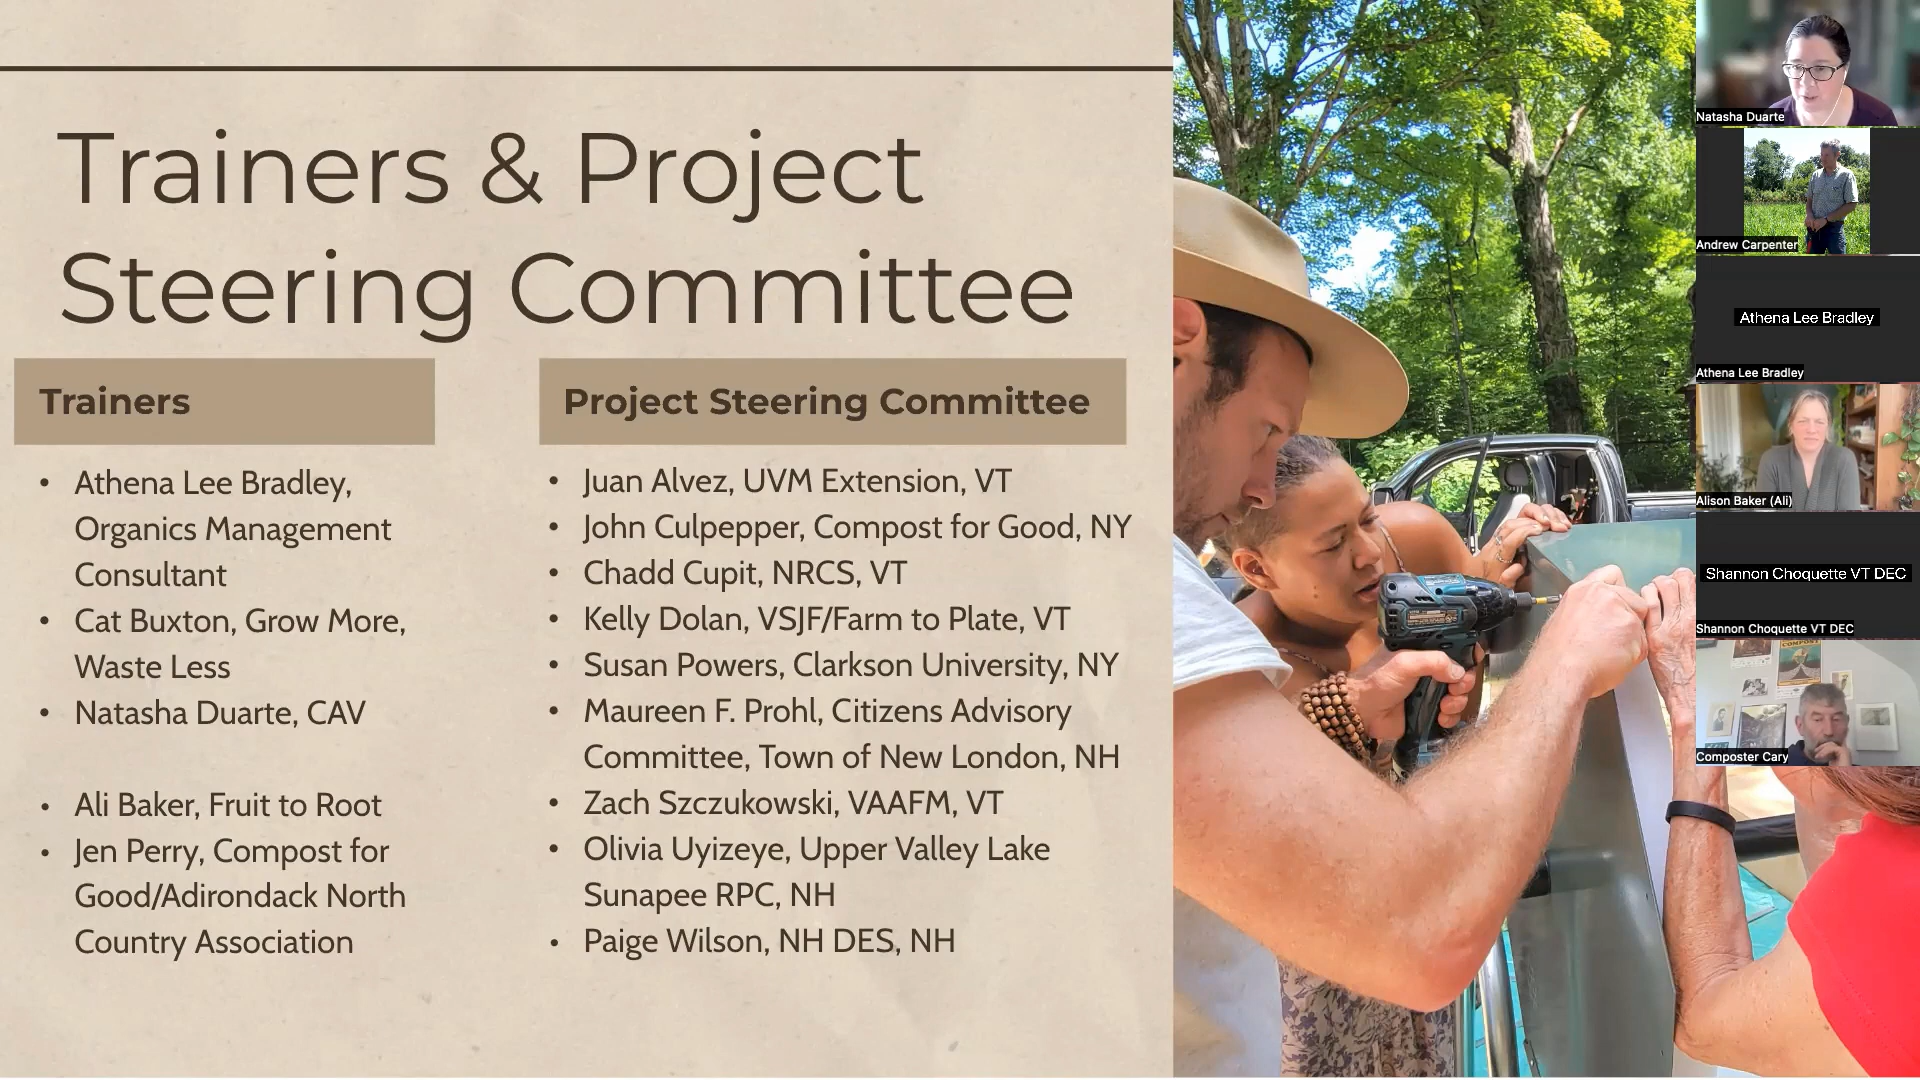 Trainers & Project
Steering Committee
Trainers
• Athena Lee Bradley,
Organics Management
Consultant
• Cat Buxton, Grow More,
Waste Less
• Natasha Duarte, CAV
• Ali Baker, Fruit to Root
• Jen Perry, Compost for
Good/Adirondack North
Country Association
Project Steering Committee
• Juan Alvez, UVM Extension, VT
• John Culpepper, Compost for Good, NY
• Chadd Cupit, NRCS, VT
• Kelly Dolan, VSJF/Farm to Plate, VT
• Susan Powers, Clarkson University, NY
• Maureen F. Prohl, Citizens Advisory
Committee, Town of New London, NH
• Zach Szczukowski, VAAFM, VT
• Olivia Uyizeye, Upper Valley Lake
Sunapee RPC, NH
• Paige Wilson, NH DES, NH
Natasha Duarte
Andrew Carpenter
Athena Lee Bradley
Athena Lee Bradley
Alison Baker (Ali)
Shannon Choquette VT DEC
Shannon Choquette VT DEC
COMPOST
Composter Cary